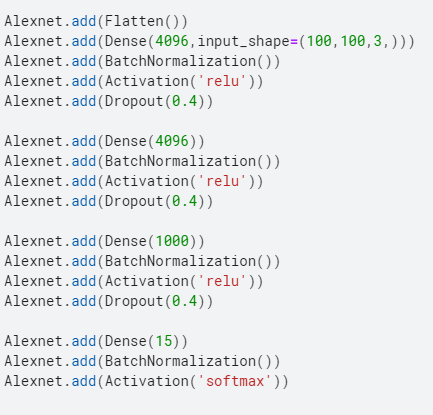 Alexnet.add(Flatten())
Alexnet.add(Dense(4096,input_shape=(100,100,3,)))
Alexnet.add(BatchNormalization())
Alexnet.add(Activation('relu'))
Alexnet.add(Dropout(0.4))
Alexnet.add(Dense(4096))
Alexnet.add(BatchNormalization())
Alexnet.add(Activation('relu'))
Alexnet.add(Dropout(0.4))
Alexnet.add(Dense(1000))
Alexnet.add(BatchNormalization())
Alexnet.add(Activation('relu'))
Alexnet.add(Dropout(0.4))
Alexnet.add(Dense(15))
Alexnet.add(BatchNormalization())
Alexnet.add(Activation('softmax'))